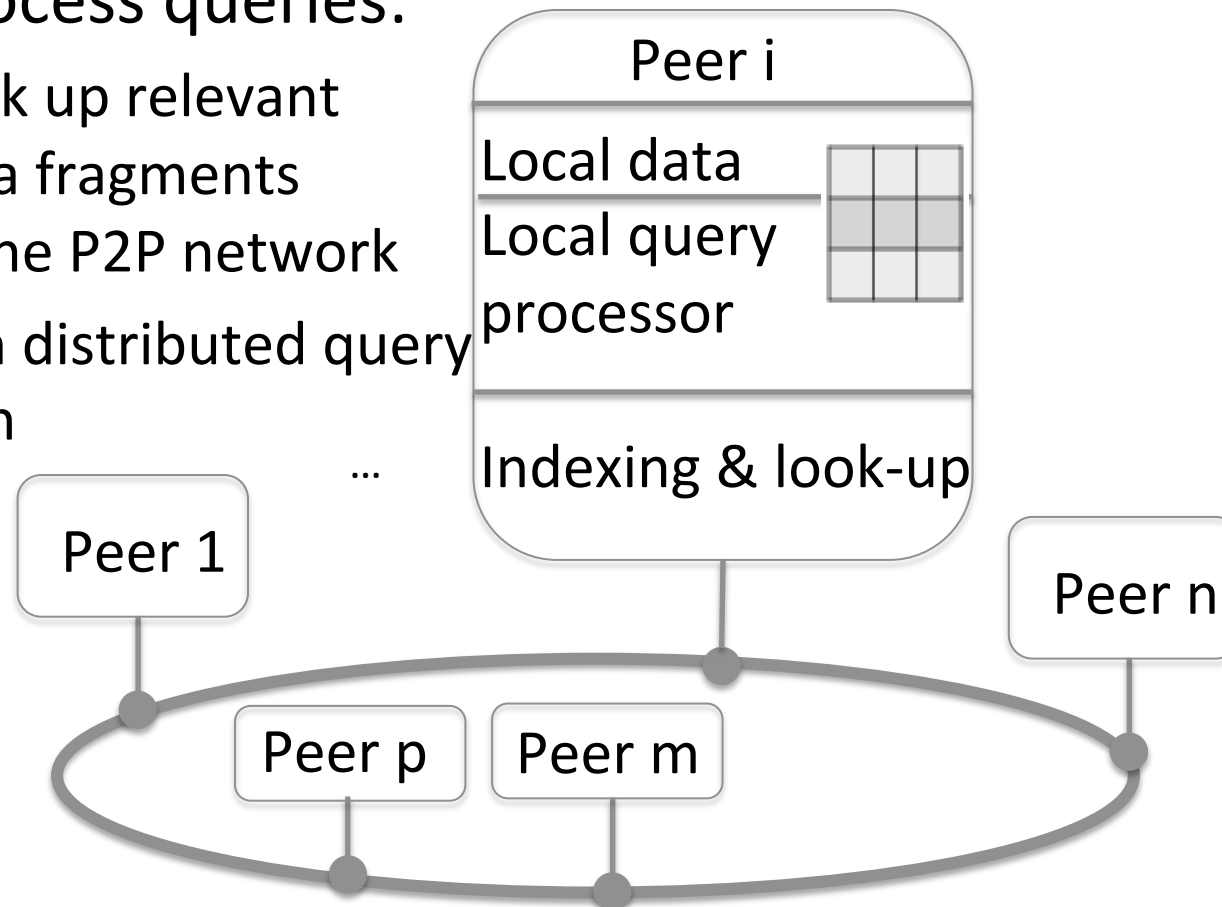 ocess queries:
k up relevant
a fragments
ne P2P network
distributed query
...
Peer i
Local data
Local query
processor
Indexing & look-up
Peer 1
Peer n
Peer p
Peer m